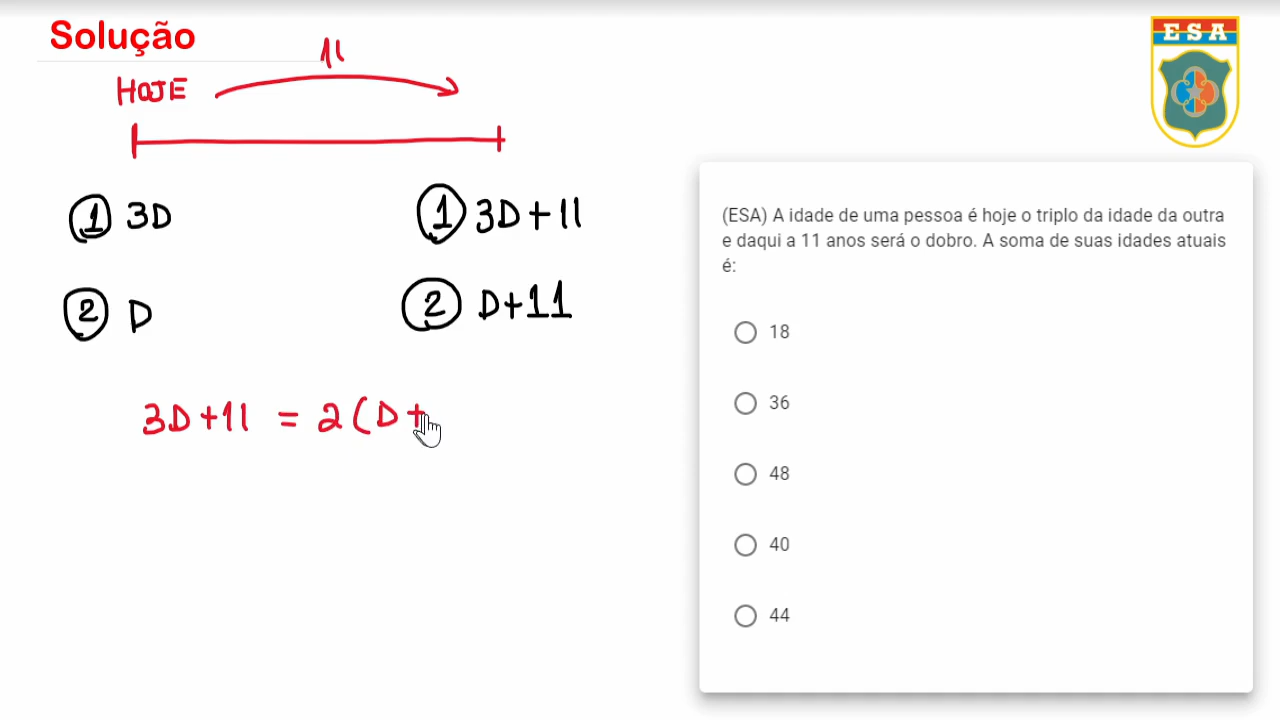 Solução
11
HOJE
1 3D
1 3D+11
2 D
2 D+11
3D+11 = 2(D+
ESA
(ESA) A idade de uma pessoa é hoje o triplo da idade da outra
e daqui a 11 anos será o dobro. A soma de suas idades atuais
é:
18
36
48
40
44